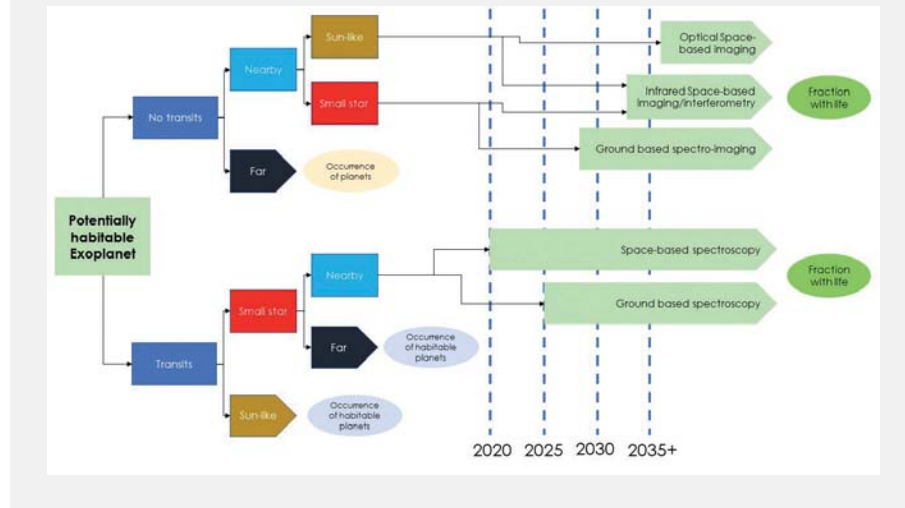 Sun-like
Optical Space-
based imaging
Nearby
Small star
Infrared Space-based
imaging/interferometry
Fraction
with life
No transits
Ground based spectro-imaging
Far
Occurrence
of planets
Potentially
habitable
Exoplanet
Nearby
Space-based spectroscopy
Fraction
with life
Small star
Ground based spectroscopy
Far
Occurrence
of habitable
planets
Transits
Sun-like
Occurrence
of habitable
planets
2020 2025 2030 2035+